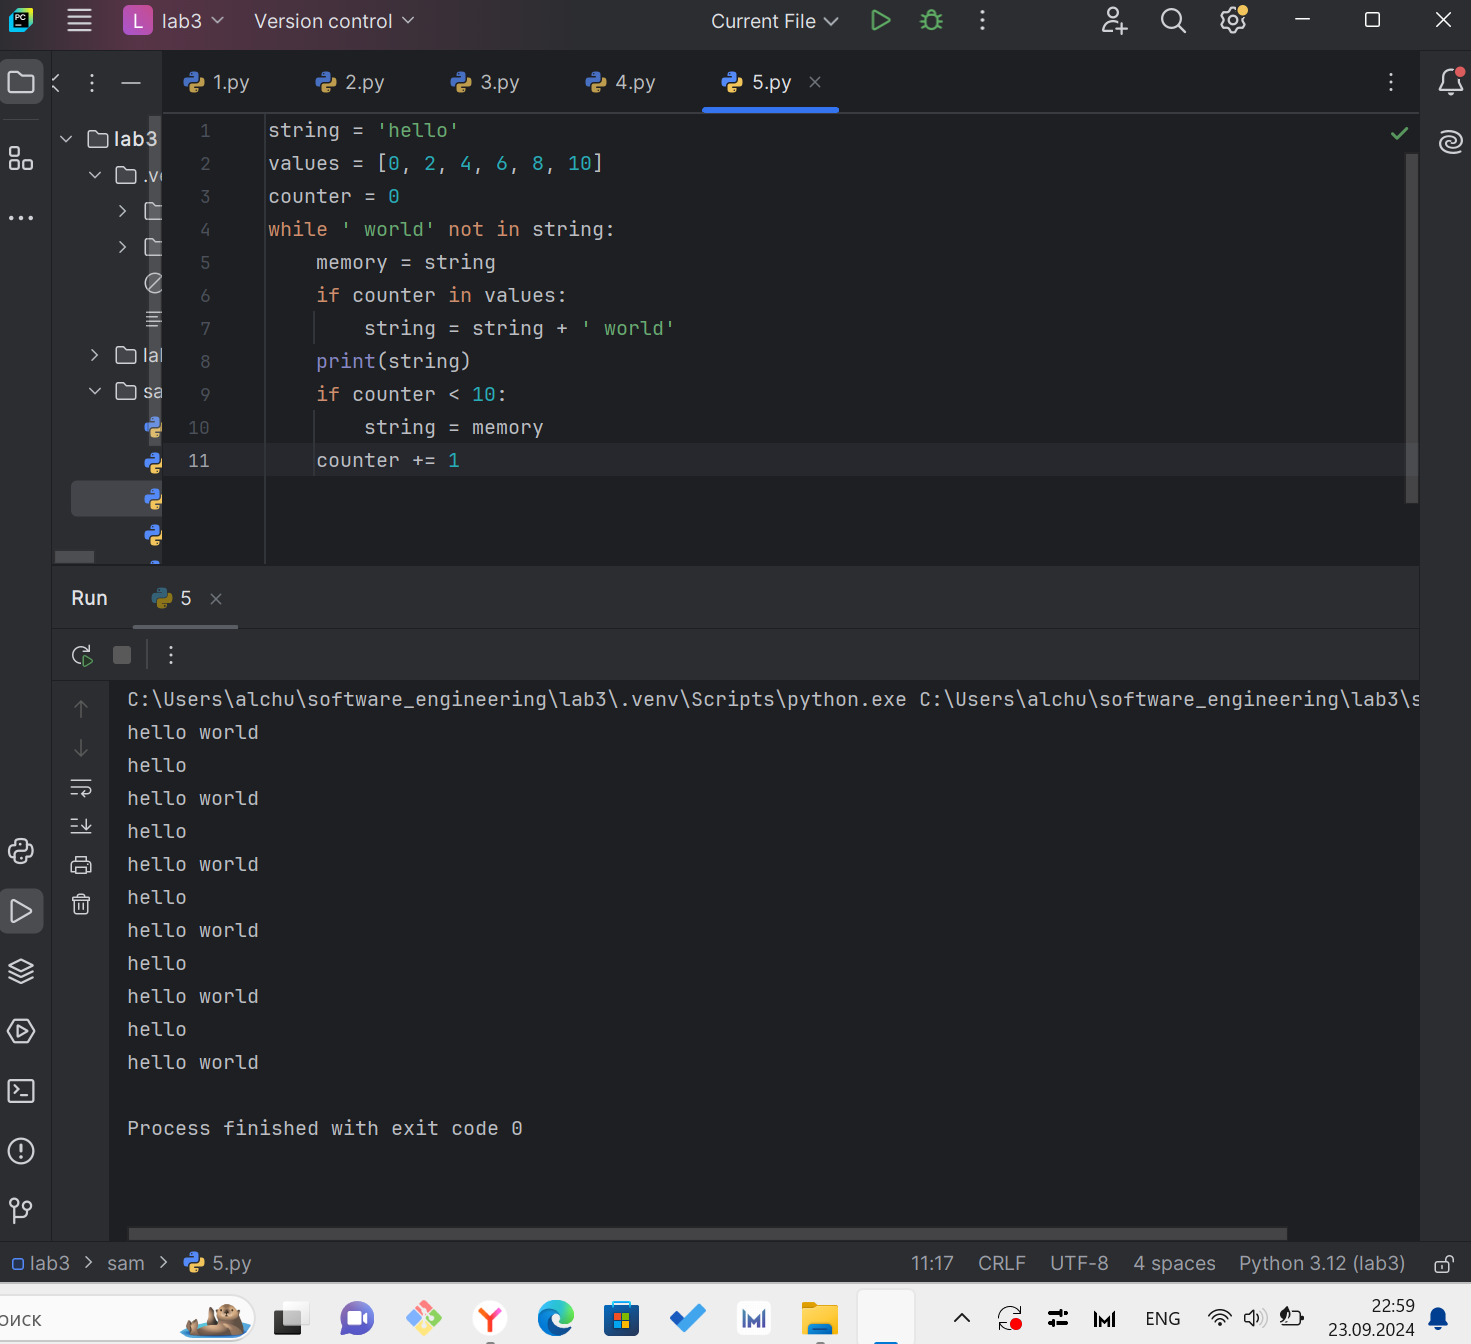 PC
L lab3 Version control Current File
1.py 2.py 3.py 4.py 5.py
lab3
1 string = 'hello'
2 values = [0, 2, 4, 6, 8, 10]
3 counter = 0
4 while ' world' not in string:
5 memory = string
6 if counter in values:
7 string = string + ' world'
8 print(string)
9 if counter < 10:
10 string = memory
11 counter += 1
Run 5
C:\Users\alchu\software_engineering\lab3\.venv\Scripts\python.exe C:\Users\alchu\software_engineering\lab3\s
hello world
hello
hello world
hello
hello world
hello
hello world
hello
hello world
hello
hello world
Process finished with exit code 0
lab3 > sam > 5.py 11:17 CRLF UTF-8 4 spaces Python 3.12 (lab3)
оиск ENG 22:59
23.09.2024